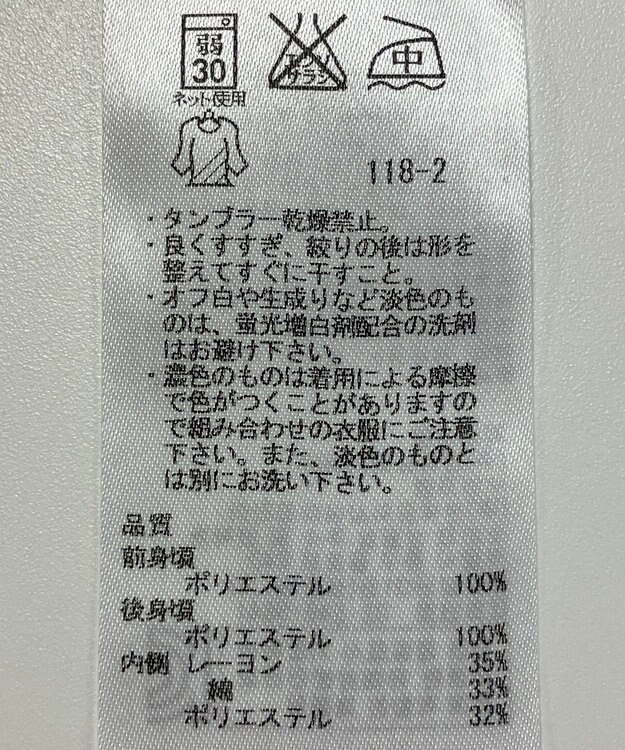 弱
30
エンソ
サラシ
中
ネット使用
118-2
・タンブラー乾燥禁止。
・良くすすぎ、絞りの後は形を
整えてすぐに干すこと。
・オフ白や生成りなど淡色のも
のは、蛍光増白剤配合の洗剤
はお避け下さい。
・濃色のものは着用による摩擦
で色がつくことがありますの
で組み合わせの衣服にご注意
下さい。また、淡色のものと
は別にお洗い下さい。
品質
前身頃
ポリエステル 100%
後身頃
ポリエステル 100%
内側 レーヨン 35%
綿 33%
ポリエステル 32%